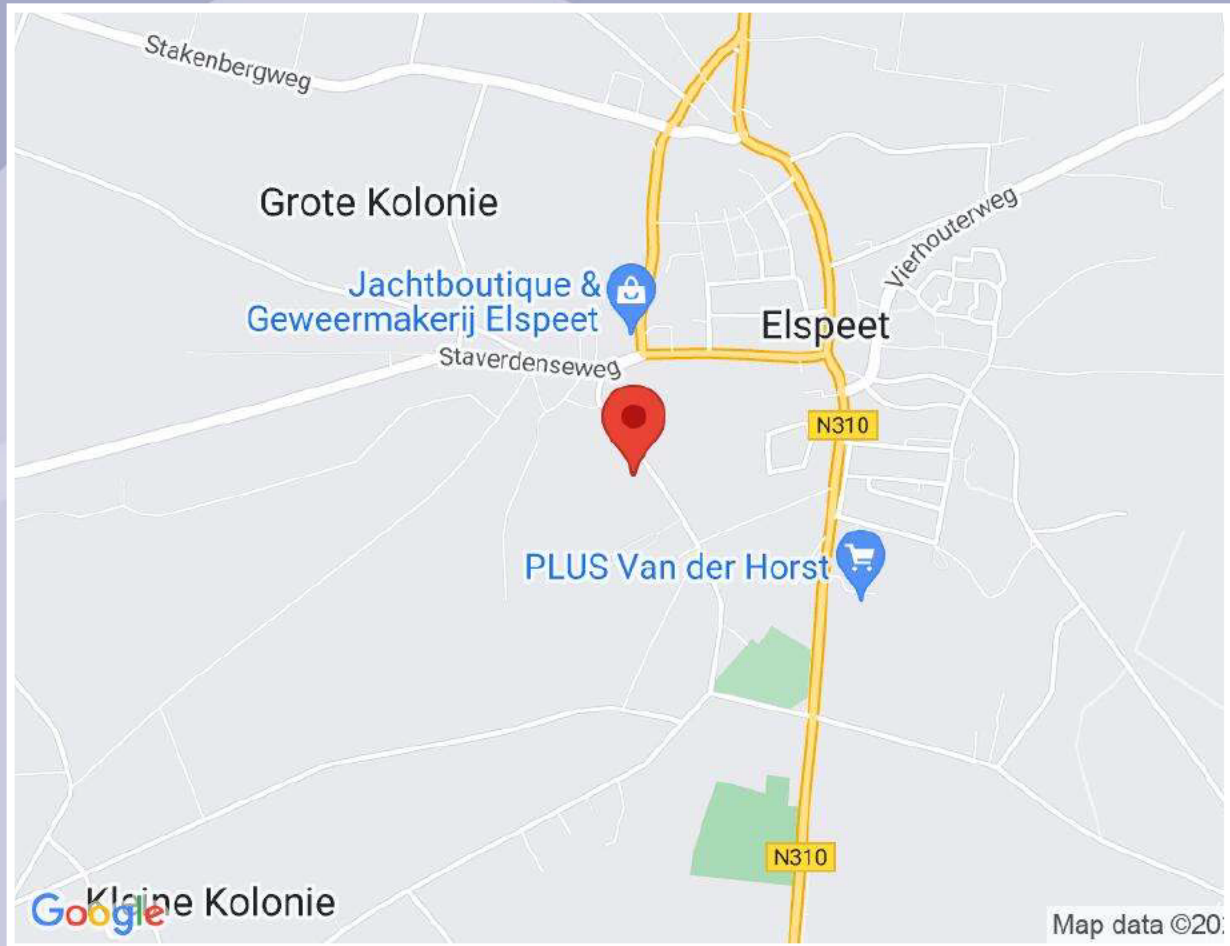 Stakenbergweg
Grote Kolonie
Vierhouterweg
Jachtboutique &
Geweermakerij Elspeet
Elspeet
Staverdenseweg
N310
PLUS Van der Horst
N310
Kleine Kolonie
Google
Map data ©20